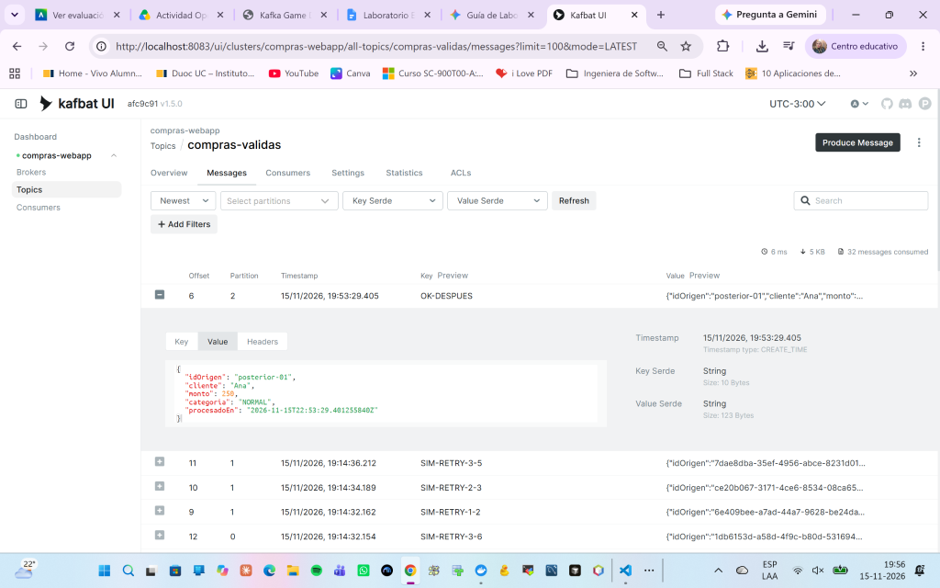 Ver evaluació
Actividad Op
Kafka Game
Laboratorio E
Guía de Labo
Kafbat UI
Pregunta a Gemini
http://localhost:8083/ui/clusters/compras-webapp/all-topics/compras-validas/messages?limit=100&mode=LATEST
Centro educativo
Home - Vivo Alumn...
Duoc UC – Instituto...
YouTube
Canva
Curso SC-900T00-A:...
i Love PDF
Ingeniera de Softw...
Full Stack
10 Aplicaciones de...
kafbat UI afc9c91 v1.5.0
UTC-3:00
Dashboard
compras-webapp
Brokers
Topics
Consumers
compras-webapp
Topics / compras-validas
Produce Message
Overview Messages Consumers Settings Statistics ACLs
Newest Select partitions Key Serde Value Serde Refresh Search
+ Add Filters
6 ms 5 KB 32 messages consumed
Offset Partition Timestamp Key Preview Value Preview
6 2 15/11/2026, 19:53:29.405 OK-DESPUES {"idOrigen":"posterior-01","cliente":"Ana","monto":...
Key Value Headers
{
"idOrigen": "posterior-01",
"cliente": "Ana",
"monto": 250,
"categoria": "NORMAL",
"procesadoEn": "2026-11-15T22:53:29.401255840Z"
}
Timestamp 15/11/2026, 19:53:29.405
Timestamp type: CREATE_TIME
Key Serde String
Size: 10 Bytes
Value Serde String
Size: 123 Bytes
11 1 15/11/2026, 19:14:36.212 SIM-RETRY-3-5 {"idOrigen":"7dae8dba-35ef-4956-abce-8231d01...
10 1 15/11/2026, 19:14:34.189 SIM-RETRY-2-3 {"idOrigen":"ce20b067-3171-4ce6-8534-08ca65...
9 1 15/11/2026, 19:14:32.162 SIM-RETRY-1-2 {"idOrigen":"6e409bee-a7ad-44a7-9628-be24da...
12 0 15/11/2026, 19:14:32.154 SIM-RETRY-3-6 {"idOrigen":"1db6153d-a58d-4f9c-b80d-531694...
22°
ESP
LAA
19:56
15-11-2026